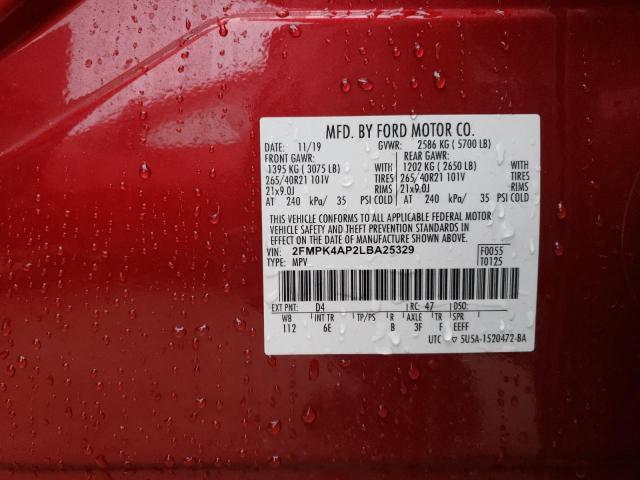 MFD. BY FORD MOTOR CO.
DATE: 11/19 GVWR: 2586 KG ( 5700 LB)
FRONT GAWR: REAR GAWR:
1395 KG ( 3075 LB) WITH 1202 KG ( 2650 LB) WITH
265/40R21 101V TIRES 265/40R21 101V TIRES
21x9.0J RIMS 21x9.0J RIMS
AT 240 kPa/ 35 PSI COLD AT 240 kPa/ 35 PSI COLD
THIS VEHICLE CONFORMS TO ALL APPLICABLE FEDERAL MOTOR
VEHICLE SAFETY AND THEFT PREVENTION STANDARDS IN
EFFECT ON THE DATE OF MANUFACTURE SHOWN ABOVE.
VIN: 2FMPK4AP2LBA25329 F0055
TYPE: MPV T0125
EXT PNT: D4 RC: 47 DSO:
WB INT TR TP/PS R AXLE TR SPR
112 6E B 3F F EEFF
UTC ▽ 5U5A-1520472-BA